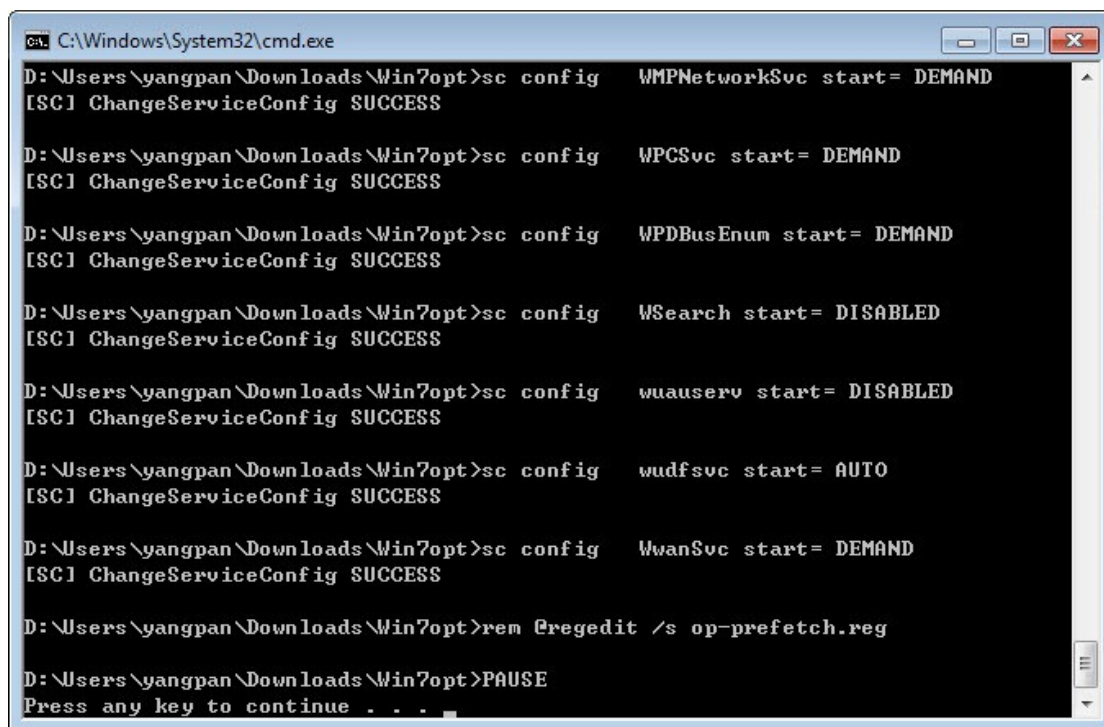 C:\Windows\System32\cmd.exe
D:\Users\yangpan\Downloads\Win7opt>sc config   WMPNetworkSvc start= DEMAND
[SC] ChangeServiceConfig SUCCESS
D:\Users\yangpan\Downloads\Win7opt>sc config   WPCSvc start= DEMAND
[SC] ChangeServiceConfig SUCCESS
D:\Users\yangpan\Downloads\Win7opt>sc config   WPDBusEnum start= DEMAND
[SC] ChangeServiceConfig SUCCESS
D:\Users\yangpan\Downloads\Win7opt>sc config   WSearch start= DISABLED
[SC] ChangeServiceConfig SUCCESS
D:\Users\yangpan\Downloads\Win7opt>sc config   wuauserv start= DISABLED
[SC] ChangeServiceConfig SUCCESS
D:\Users\yangpan\Downloads\Win7opt>sc config   wudfsvc start= AUTO
[SC] ChangeServiceConfig SUCCESS
D:\Users\yangpan\Downloads\Win7opt>sc config   WwanSvc start= DEMAND
[SC] ChangeServiceConfig SUCCESS
D:\Users\yangpan\Downloads\Win7opt>rem @regedit /s op-prefetch.reg
D:\Users\yangpan\Downloads\Win7opt>PAUSE
Press any key to continue . . .